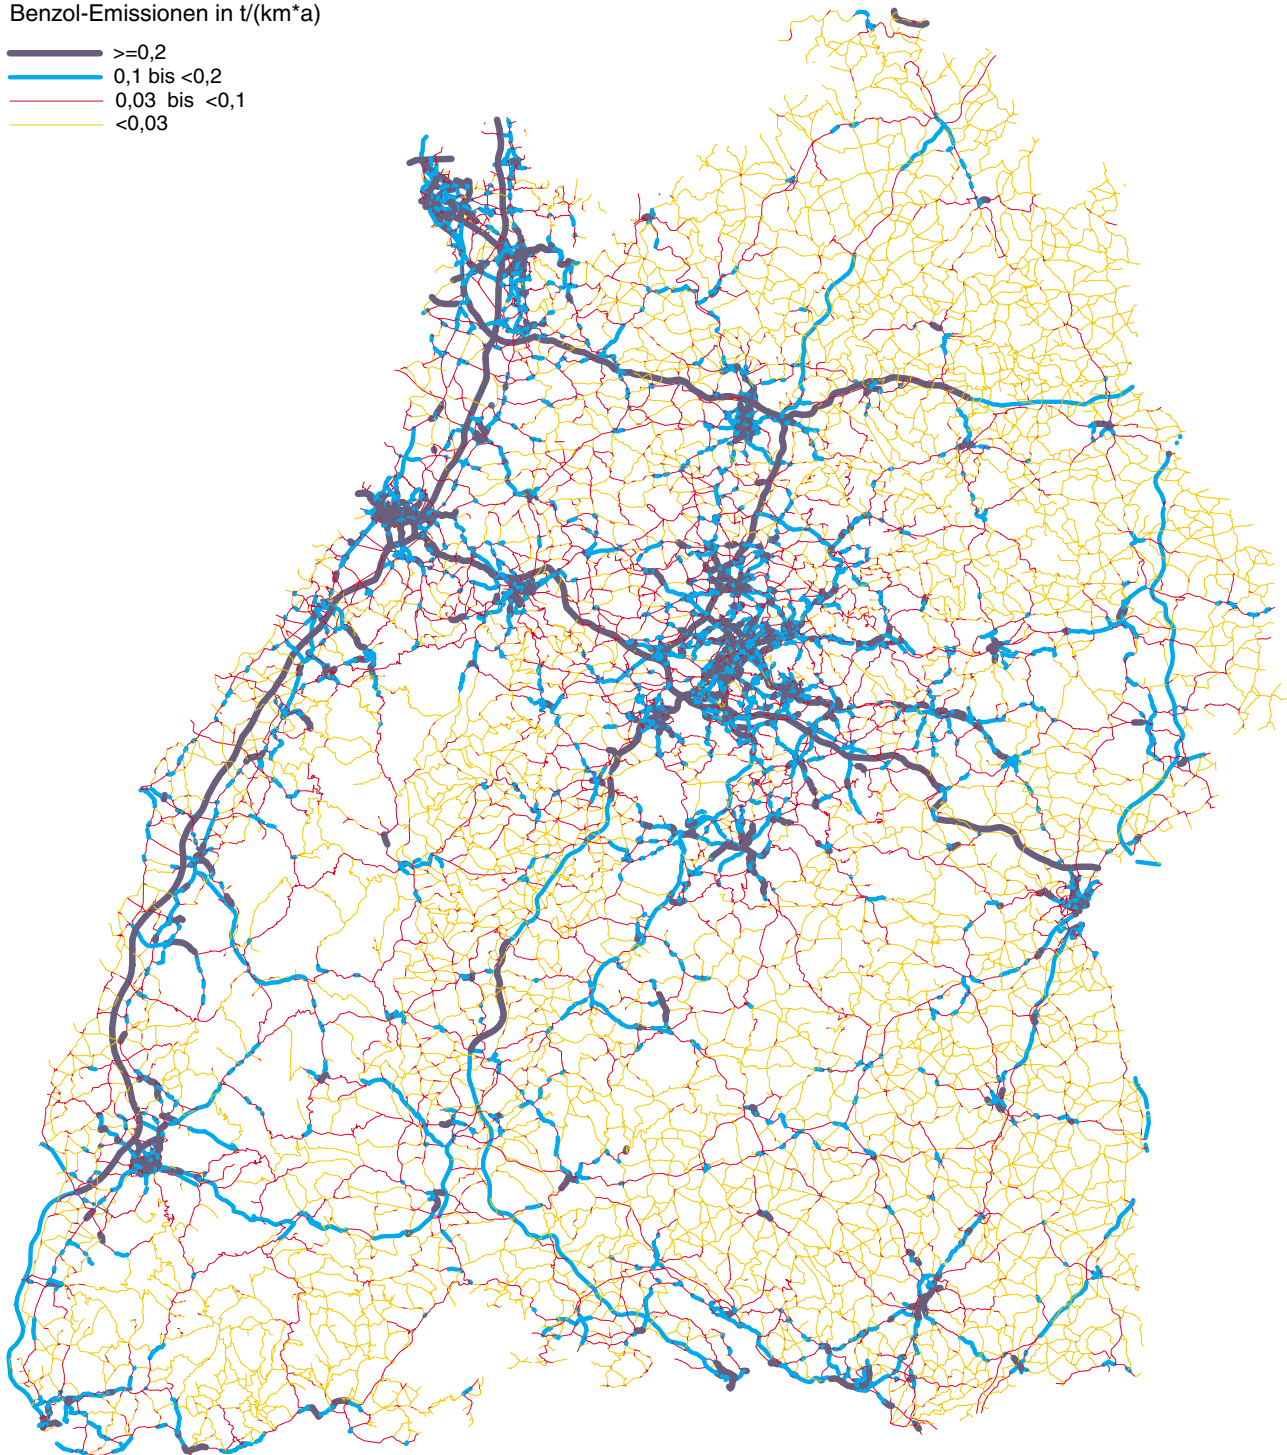 Benzol-Emissionen in t/(km*a)
>=0,2
0,1 bis <0,2
0,03 bis <0,1
<0,03